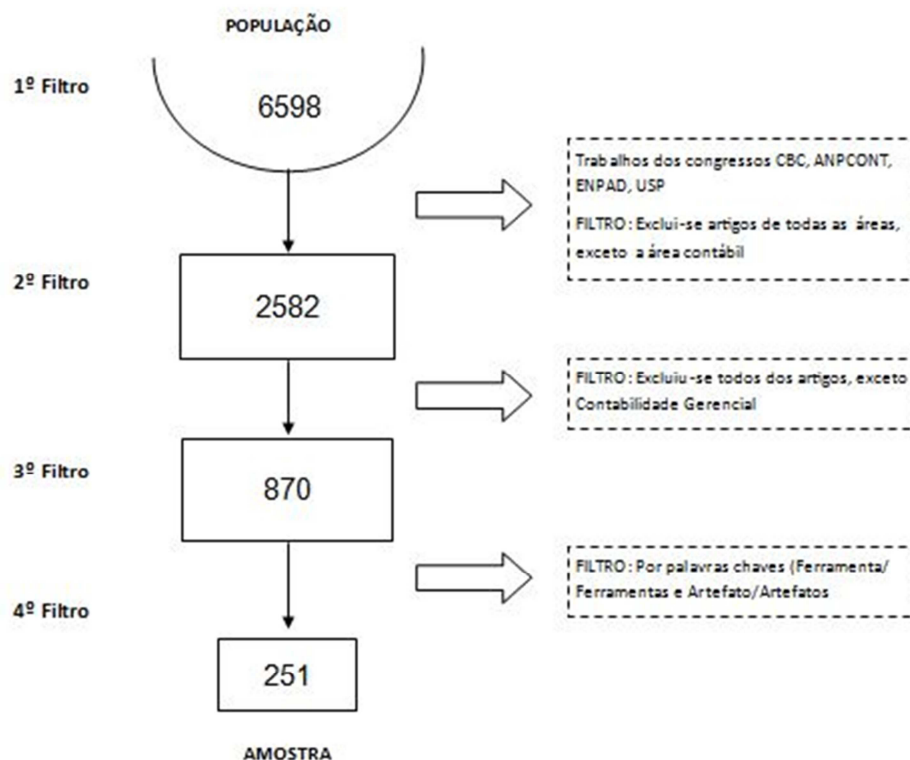 POPULAÇÃO
1º Filtro
6598
Trabalhos dos congressos CBC, ANPCONT,
ENPAD, USP
FILTRO: Exclui-se artigos de todas as áreas,
exceto a área contábil
2º Filtro
2582
FILTRO: Excluiu-se todos dos artigos, exceto
Contabilidade Gerencial
3º Filtro
870
FILTRO: Por palavras chaves (Ferramenta/
Ferramentas e Artefato/Artefatos
4º Filtro
251
AMOSTRA